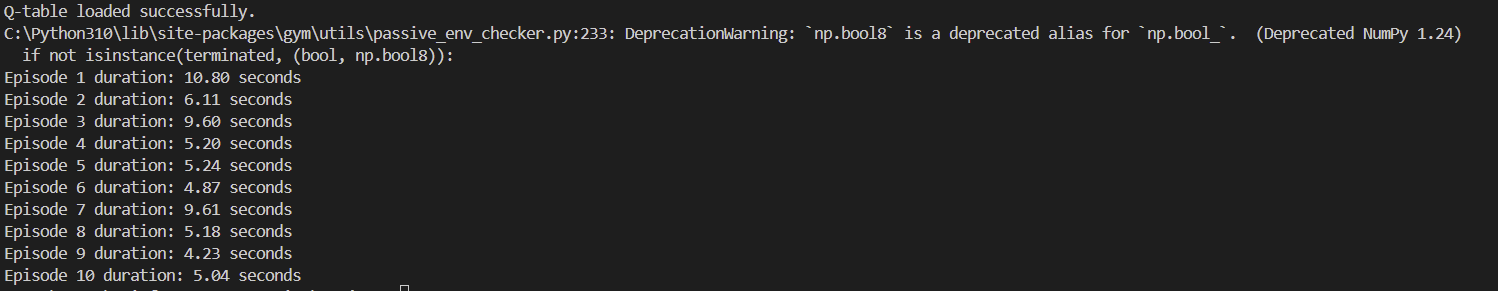 Q-table loaded successfully.
C:\Python310\lib\site-packages\gym\utils\passive_env_checker.py:233: DeprecationWarning: `np.bool8` is a deprecated alias for `np.bool_`.  (Deprecated NumPy 1.24)
  if not isinstance(terminated, (bool, np.bool8)):
Episode 1 duration: 10.80 seconds
Episode 2 duration: 6.11 seconds
Episode 3 duration: 9.60 seconds
Episode 4 duration: 5.20 seconds
Episode 5 duration: 5.24 seconds
Episode 6 duration: 4.87 seconds
Episode 7 duration: 9.61 seconds
Episode 8 duration: 5.18 seconds
Episode 9 duration: 4.23 seconds
Episode 10 duration: 5.04 seconds